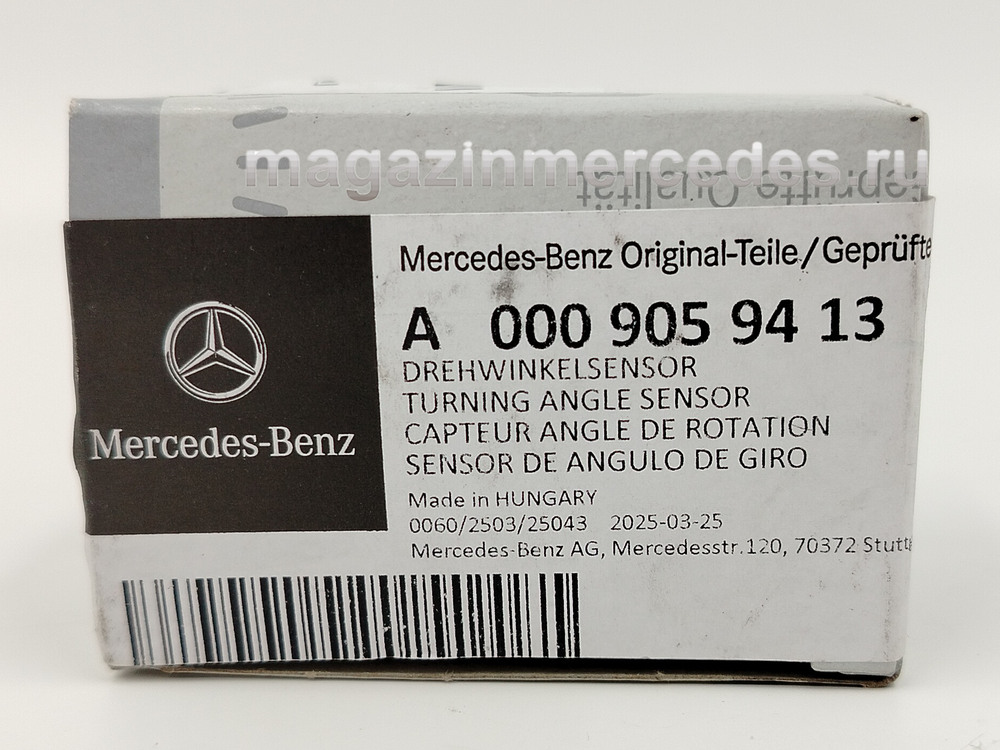 magazinmercedes.ru
Geprüfte Qualität
Mercedes-Benz Original-Teile/Geprüfte
A 000 905 94 13
DREHWINKELSENSOR
TURNING ANGLE SENSOR
CAPTEUR ANGLE DE ROTATION
SENSOR DE ANGULO DE GIRO
Made in HUNGARY
0060/2503/25043 2025-03-25
Mercedes-Benz AG, Mercedesstr.120, 70372 Stutt
Mercedes-Benz